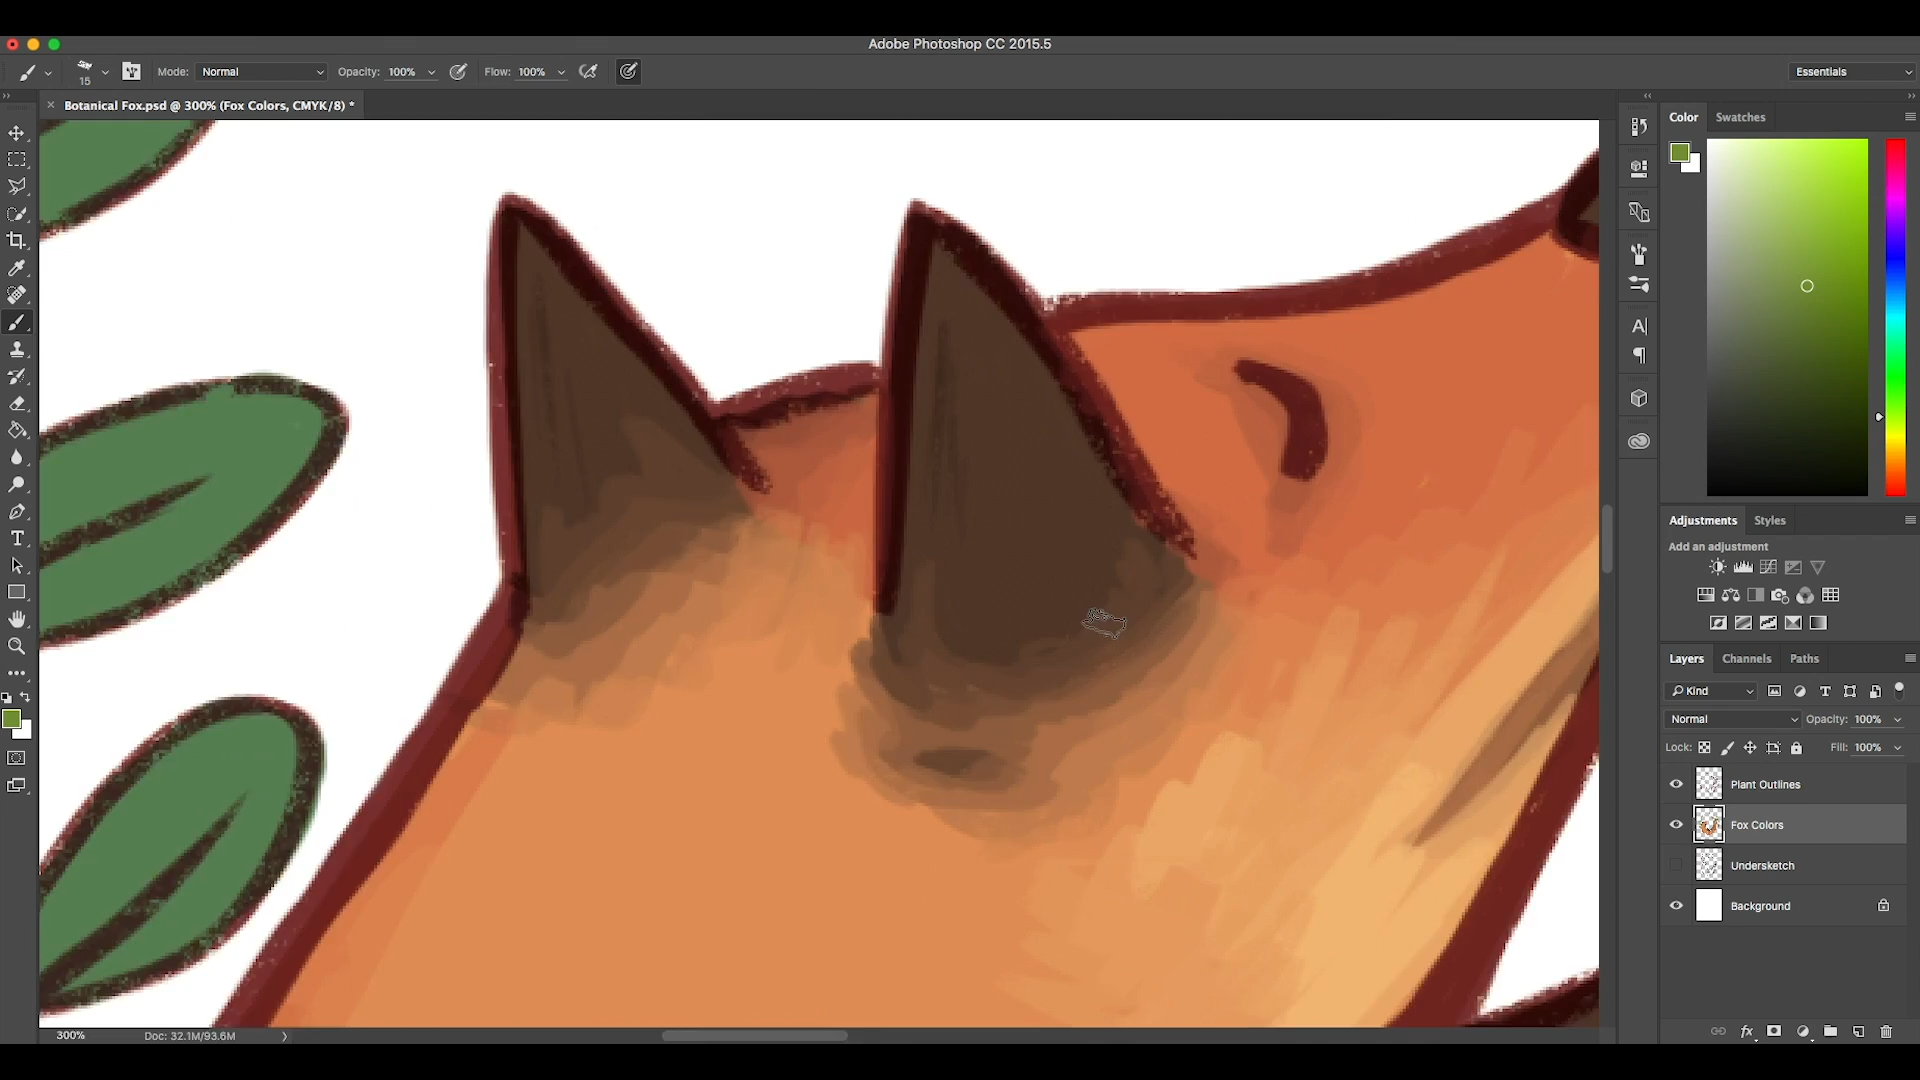 Adobe Photoshop CC 2015.5
15
Mode: Normal Opacity: 100% Flow: 100% Essentials
Botanical Fox.psd @ 300% (Fox Colors, CMYK/8) *
Color Swatches
Adjustments Styles
Add an adjustment
Layers Channels Paths
Kind
Normal Opacity: 100%
Lock: Fill: 100%
Plant Outlines
Fox Colors
Undersketch
Background
300% Doc: 32.1M/93.6M